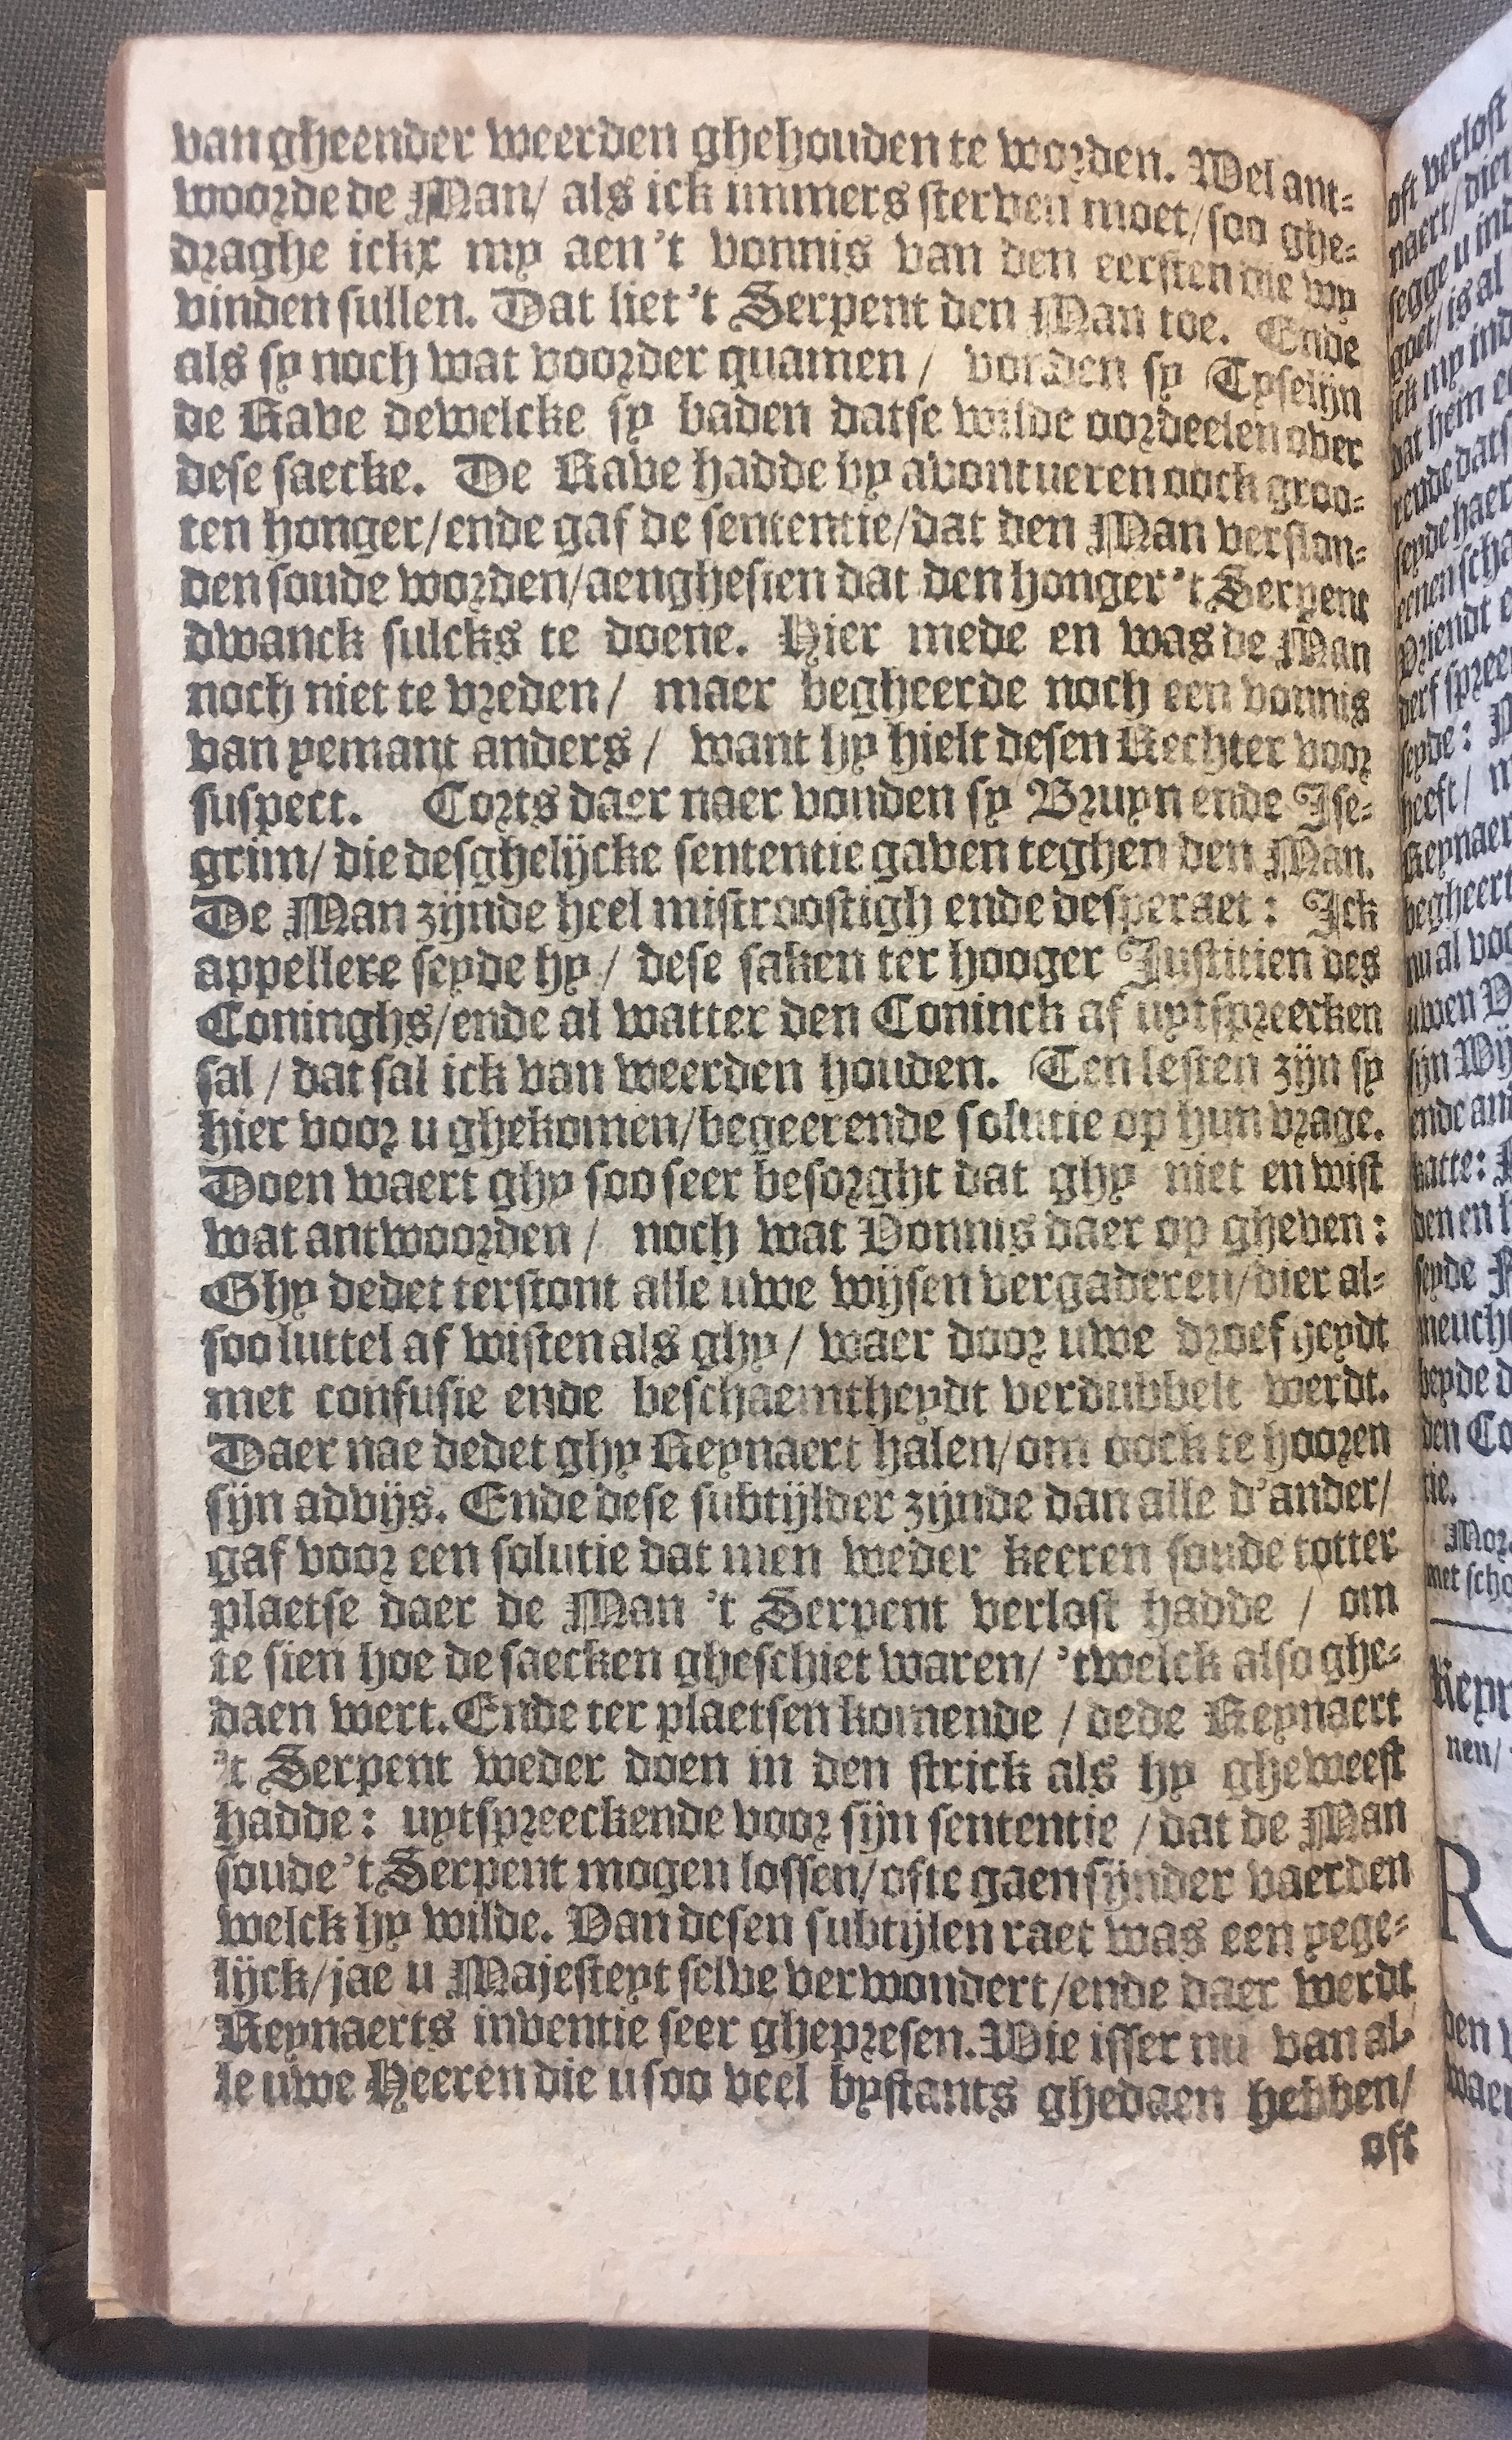 van gheender weerden ghehouden te worden. Wel ant-
woorde de Man/ als ick immers sterven moet/ soo ghe-
draghe ickx my aen't vonnis van den eersten die wy
vinden sullen. Dat liet 't Serpent den Man toe. Ende
als sy noch wat voorder quamen / vonden sy Tyselijn
de Rave dewelcke sy baden datse wilde oordeelen over
dese saecke. De Rave hadde by avontueren oock groo-
ten honger/ende gaf de sententie/dat den Man verslon-
den soude worden/aenghesien dat den honger 't Serpent
dwanck sulcks te doene. Hier mede en was de Man
noch niet te vreden / maer begheerde noch een vonnis
van yemant anders / want hy hielt desen Rechter voor
suspect. Corts daer naer vonden sy Bruyn ende Ise-
grim/ die desghelijcke sententie gaven teghen den Man.
De Man zijnde heel mistroostigh ende desperaet: Ick
appellere seyde hy / dese saken ter hooger Justitien des
Coninghs/ende al watter den Coninck af uytspreecken
sal / dat sal ick van weerden houden. Ten lesten zijn sy
hier voor u ghekomen/begeerende solutie op hun vrage.
Doen waert ghy soo seer besorght dat ghy niet en wist
wat antwoorden / noch wat Vonnis daer op gheven:
Ghy dedet terstont alle uwe wijsen vergaderen/dier al-
soo luttel af wisten als ghy / waer door uwe droefheydt
met confusie ende beschaemtheydt verdubbelt werdt.
Daer nae dedet ghy Reynaert halen/om oock te hooren
sijn advijs. Ende dese subtijlder zijnde dan alle d'ander/
gaf voor een solutie dat men weder keeren soude totter
plaetse daer de Man 't Serpent verlost hadde / om
te sien hoe de saecken gheschiet waren/ 'twelck also ghe-
daen wert. Ende ter plaetsen komende / dede Reynaert
't Serpent weder doen in den strick als hy gheweest
hadde: uytspreeckende voor sijn sententie / dat de Man
soude 't Serpent mogen lossen/ofte gaen sijnder vaerden
welck hy wilde. Van desen subtijlen raet was een yege-
lijck/jae u Majesteyt selve verwondert/ende daer werdt
Reynaerts inventie seer ghepresen. Wie isser nu van al-
le uwe Heeren die u soo veel bystants ghedaen hebben/
oft